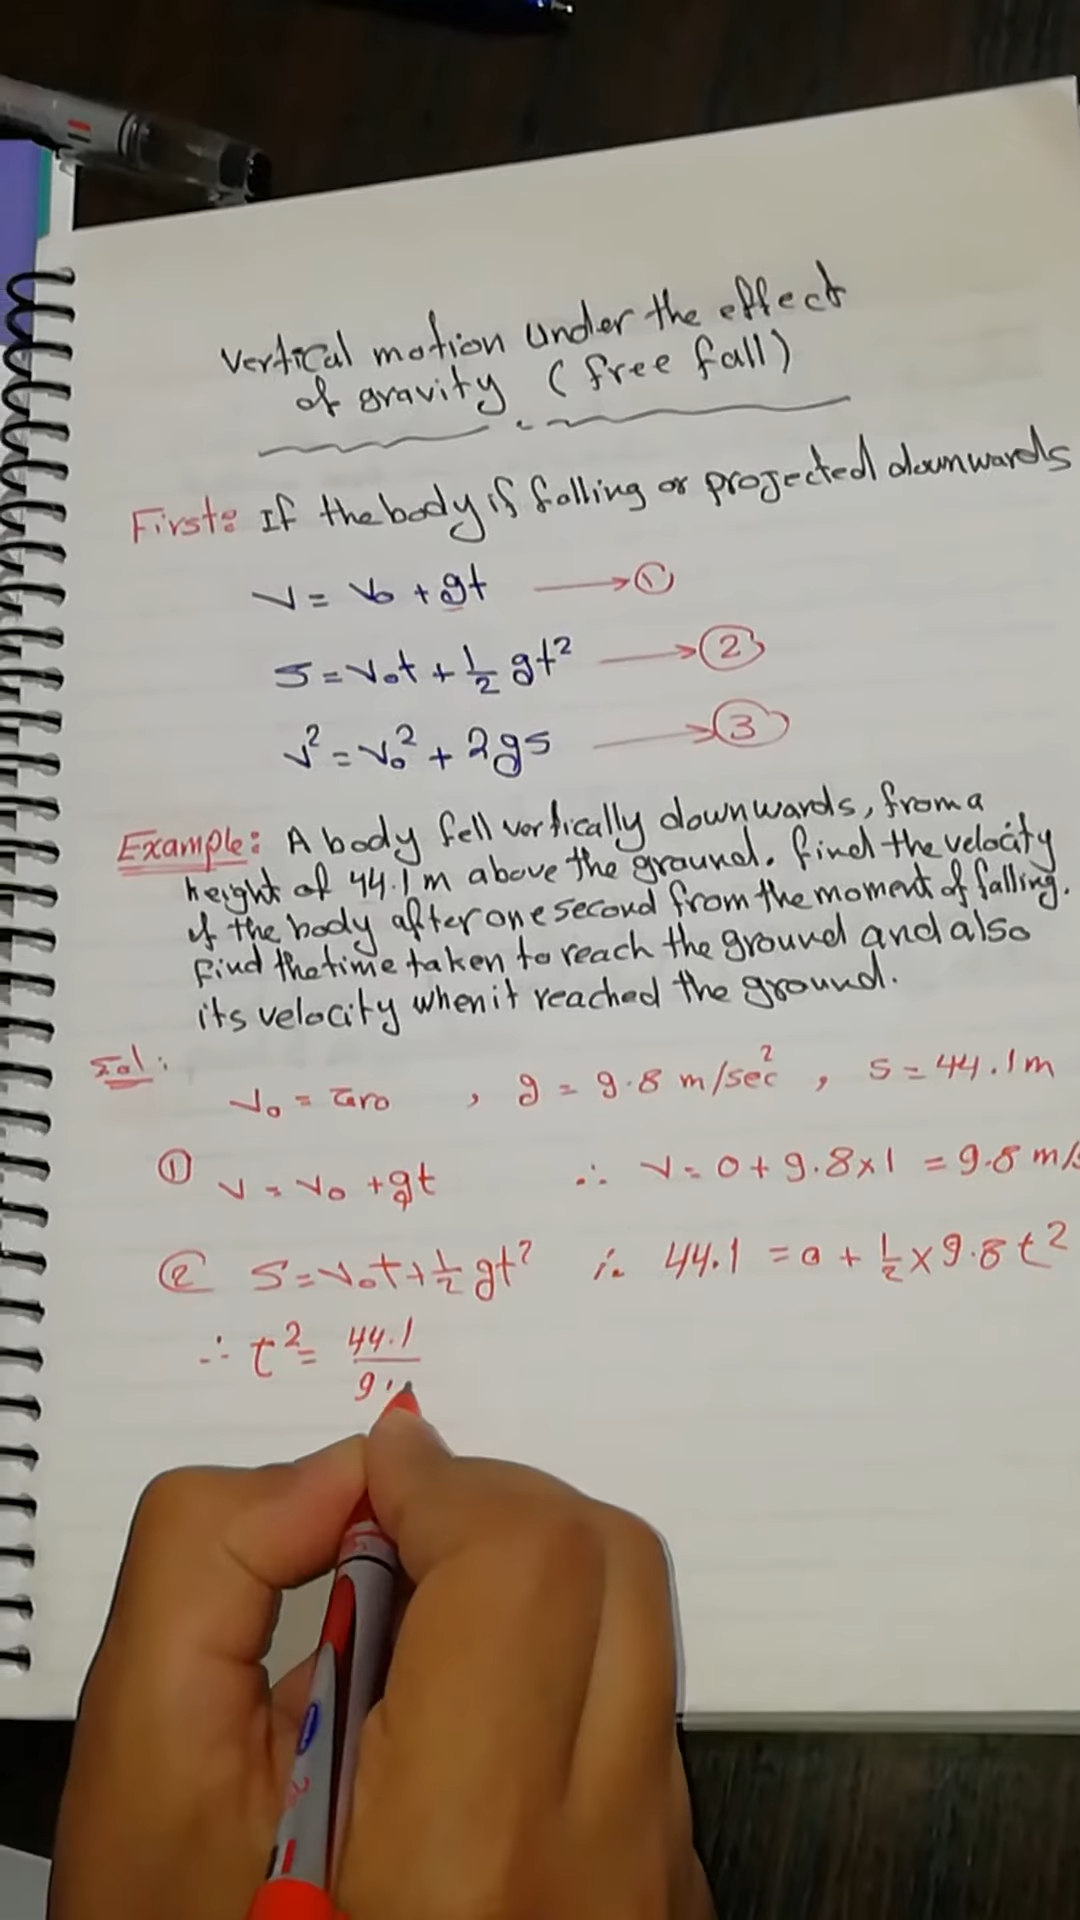 Vertical motion under the effect
of gravity (free fall)
First: If the body if falling or projected downwards
V = V₀ + gt → ①
S = V₀t + 1/2 gt² → ②
V² = V₀² + 2gs → ③
Example: A body fell vertically downwards, from a
height of 44.1 m above the ground. find the velocity
of the body after one second from the moment of falling.
Find the time taken to reach the ground and also
its velocity when it reached the ground.
Sol:
V₀ = zero , g = 9.8 m/sec² , S = 44.1 m
① V = V₀ + gt ∴ V = 0 + 9.8 × 1 = 9.8 m/s
② S = V₀t + 1/2 gt² ∴ 44.1 = 0 + 1/2 × 9.8 t²
∴ t² = 44.1 / 9.